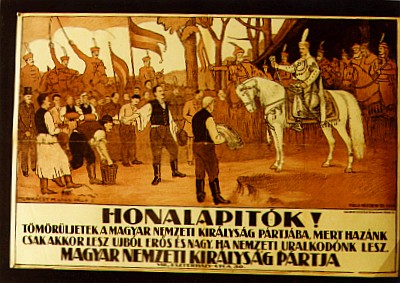 HONALAPITÓK!
TÖMÖRÜLJETEK A MAGYAR NEMZETI KIRÁLYSÁG PÁRTJÁBA, MERT HAZÁNK
CSAK AKKOR LESZ UJBÓL ERŐS ÉS NAGY, HA NEMZETI URALKODÓNK LESZ.
MAGYAR NEMZETI KIRÁLYSÁG PÁRTJA